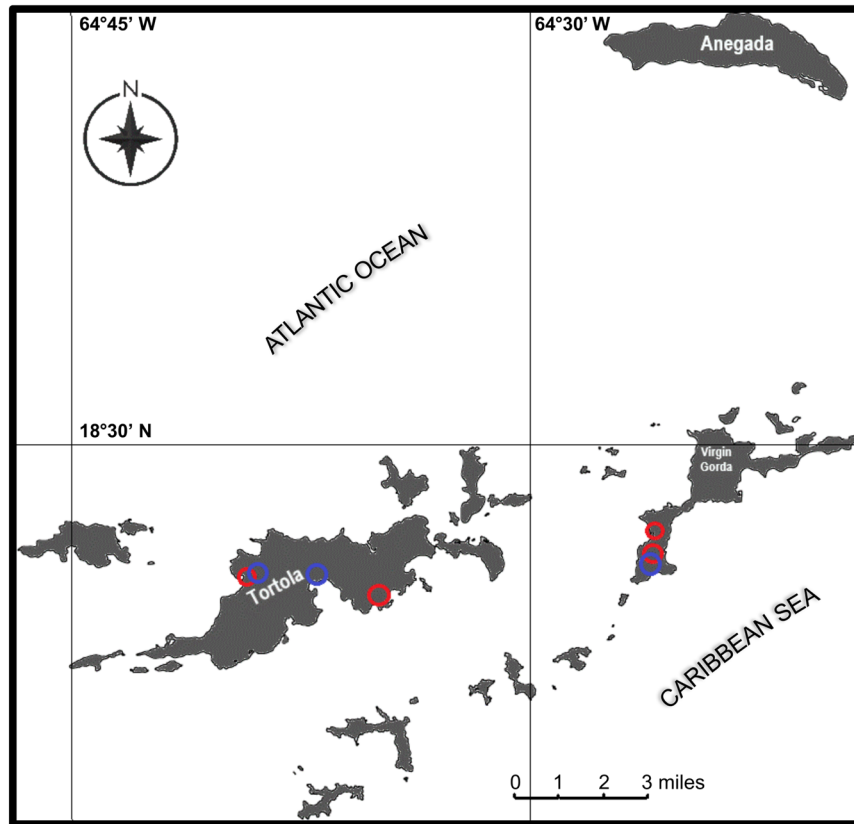 64°45' W
64°30' W
Anegada
N
ATLANTIC OCEAN
18°30' N
Virgin
Gorda
Tortola
CARIBBEAN SEA
0 1 2 3 miles